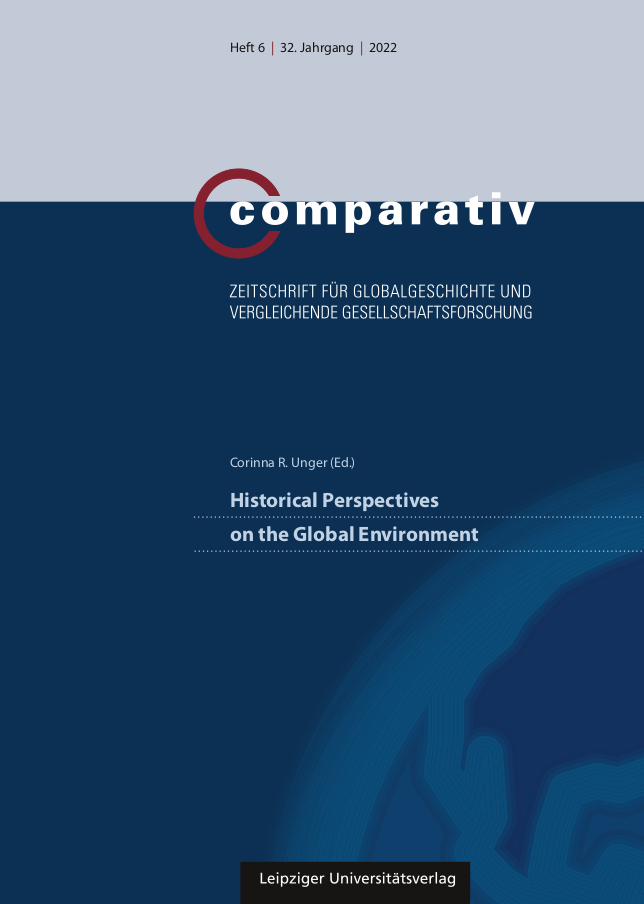 Heft 6 | 32. Jahrgang | 2022
comparativ
ZEITSCHRIFT FÜR GLOBALGESCHICHTE UND
VERGLEICHENDE GESELLSCHAFTSFORSCHUNG
Corinna R. Unger (Ed.)
Historical Perspectives
on the Global Environment
Leipziger Universitätsverlag